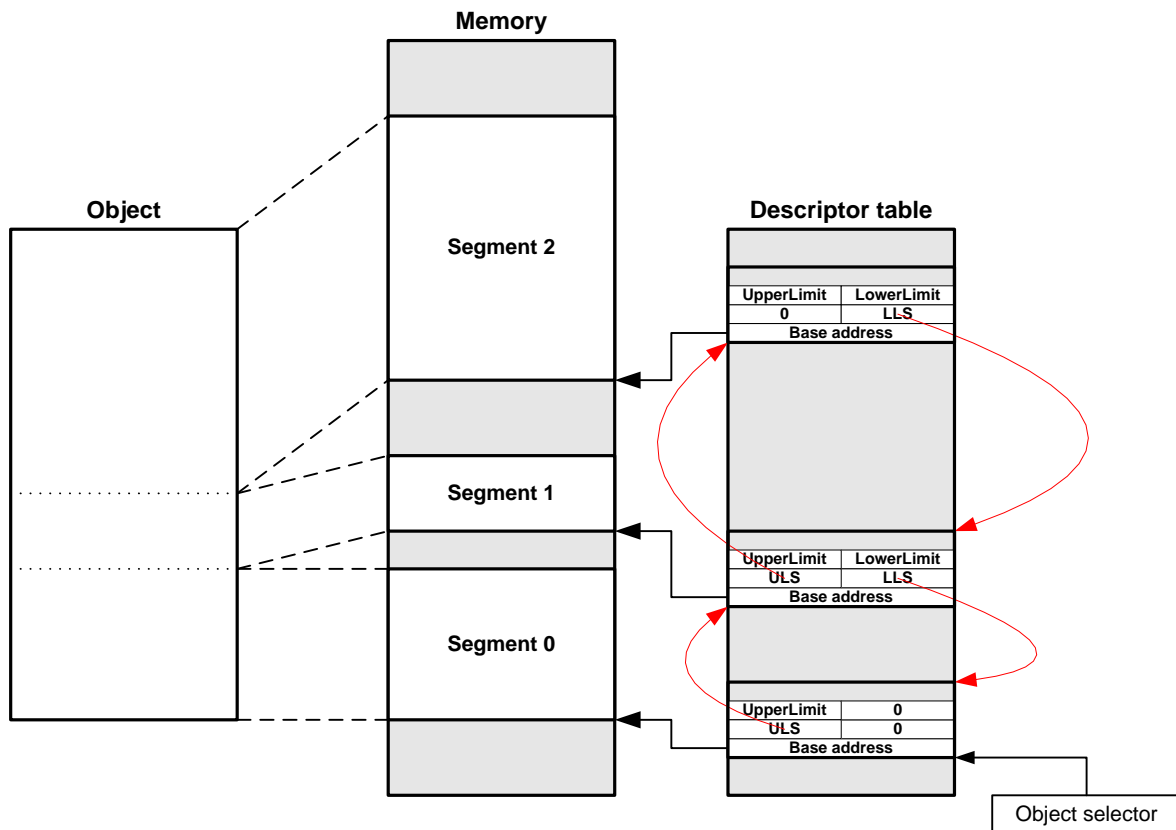 Memory
Object
Descriptor table
Segment 2
UpperLimit LowerLimit
0 LLS
Base address
Segment 1
UpperLimit LowerLimit
ULS LLS
Base address
Segment 0
UpperLimit 0
ULS 0
Base address
Object selector